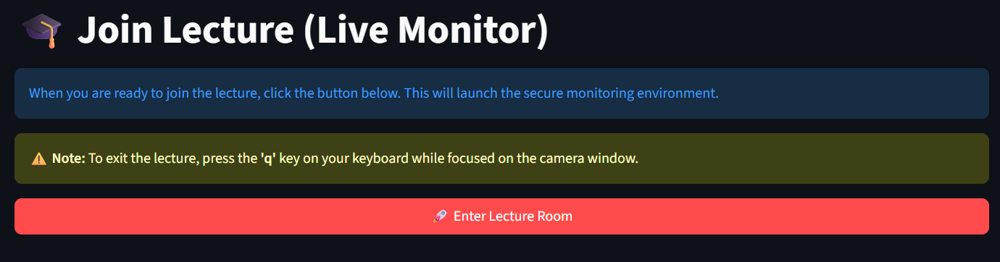 Join Lecture (Live Monitor)
When you are ready to join the lecture, click the button below. This will launch the secure monitoring environment.
Note: To exit the lecture, press the 'q' key on your keyboard while focused on the camera window.
Enter Lecture Room